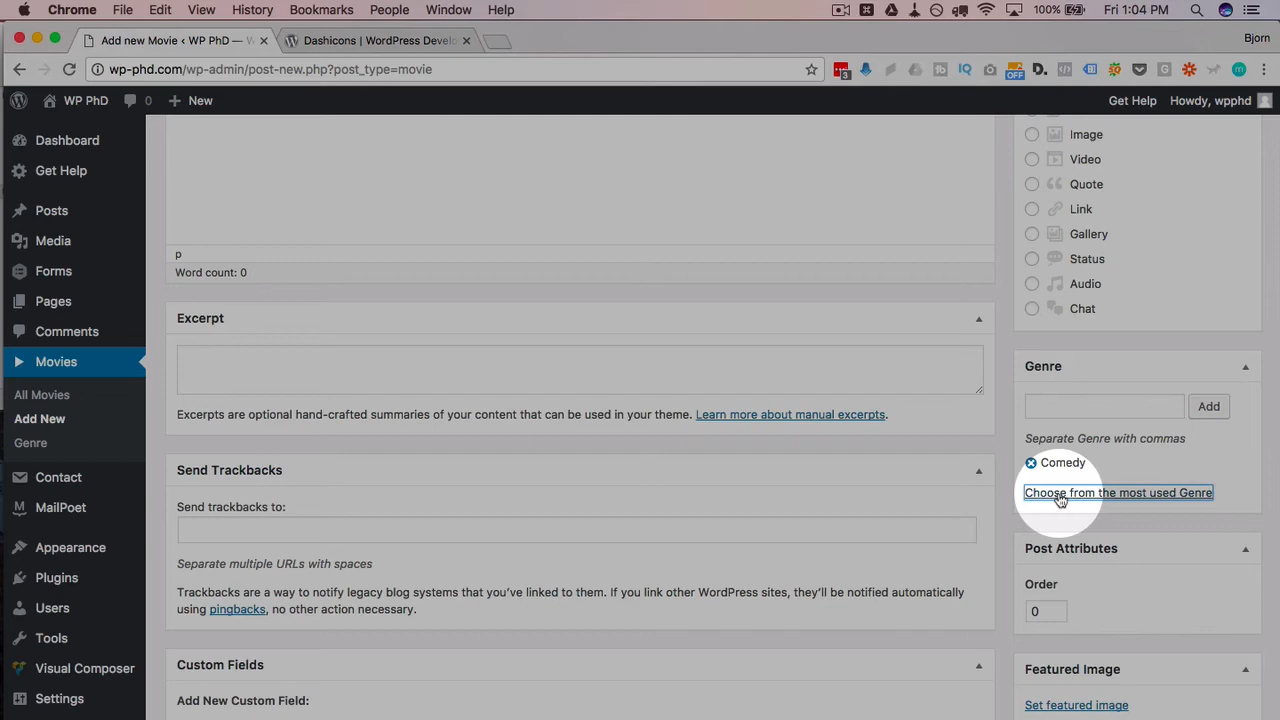 Chrome File Edit View History Bookmarks People Window Help 100% Fri 1:04 PM
Add new Movie ‹ WP PhD — W
Dashicons | WordPress Develo
Bjorn
wp-phd.com/wp-admin/post-new.php?post_type=movie
3
OFF
WP PhD 0 New Get Help Howdy, wpphd
Dashboard
Get Help
Posts
Media
Forms
Pages
Comments
Movies
All Movies
Add New
Genre
Contact
MailPoet
Appearance
Plugins
Users
Tools
Visual Composer
Settings
p
Word count: 0
Excerpt
Excerpts are optional hand-crafted summaries of your content that can be used in your theme. Learn more about manual excerpts.
Send Trackbacks
Send trackbacks to:
Separate multiple URLs with spaces
Trackbacks are a way to notify legacy blog systems that you've linked to them. If you link other WordPress sites, they'll be notified automatically
using pingbacks, no other action necessary.
Custom Fields
Add New Custom Field:
Image
Video
Quote
Link
Gallery
Status
Audio
Chat
Genre
Add
Separate Genre with commas
Comedy
Choose from the most used Genre
Post Attributes
Order
0
Featured Image
Set featured image